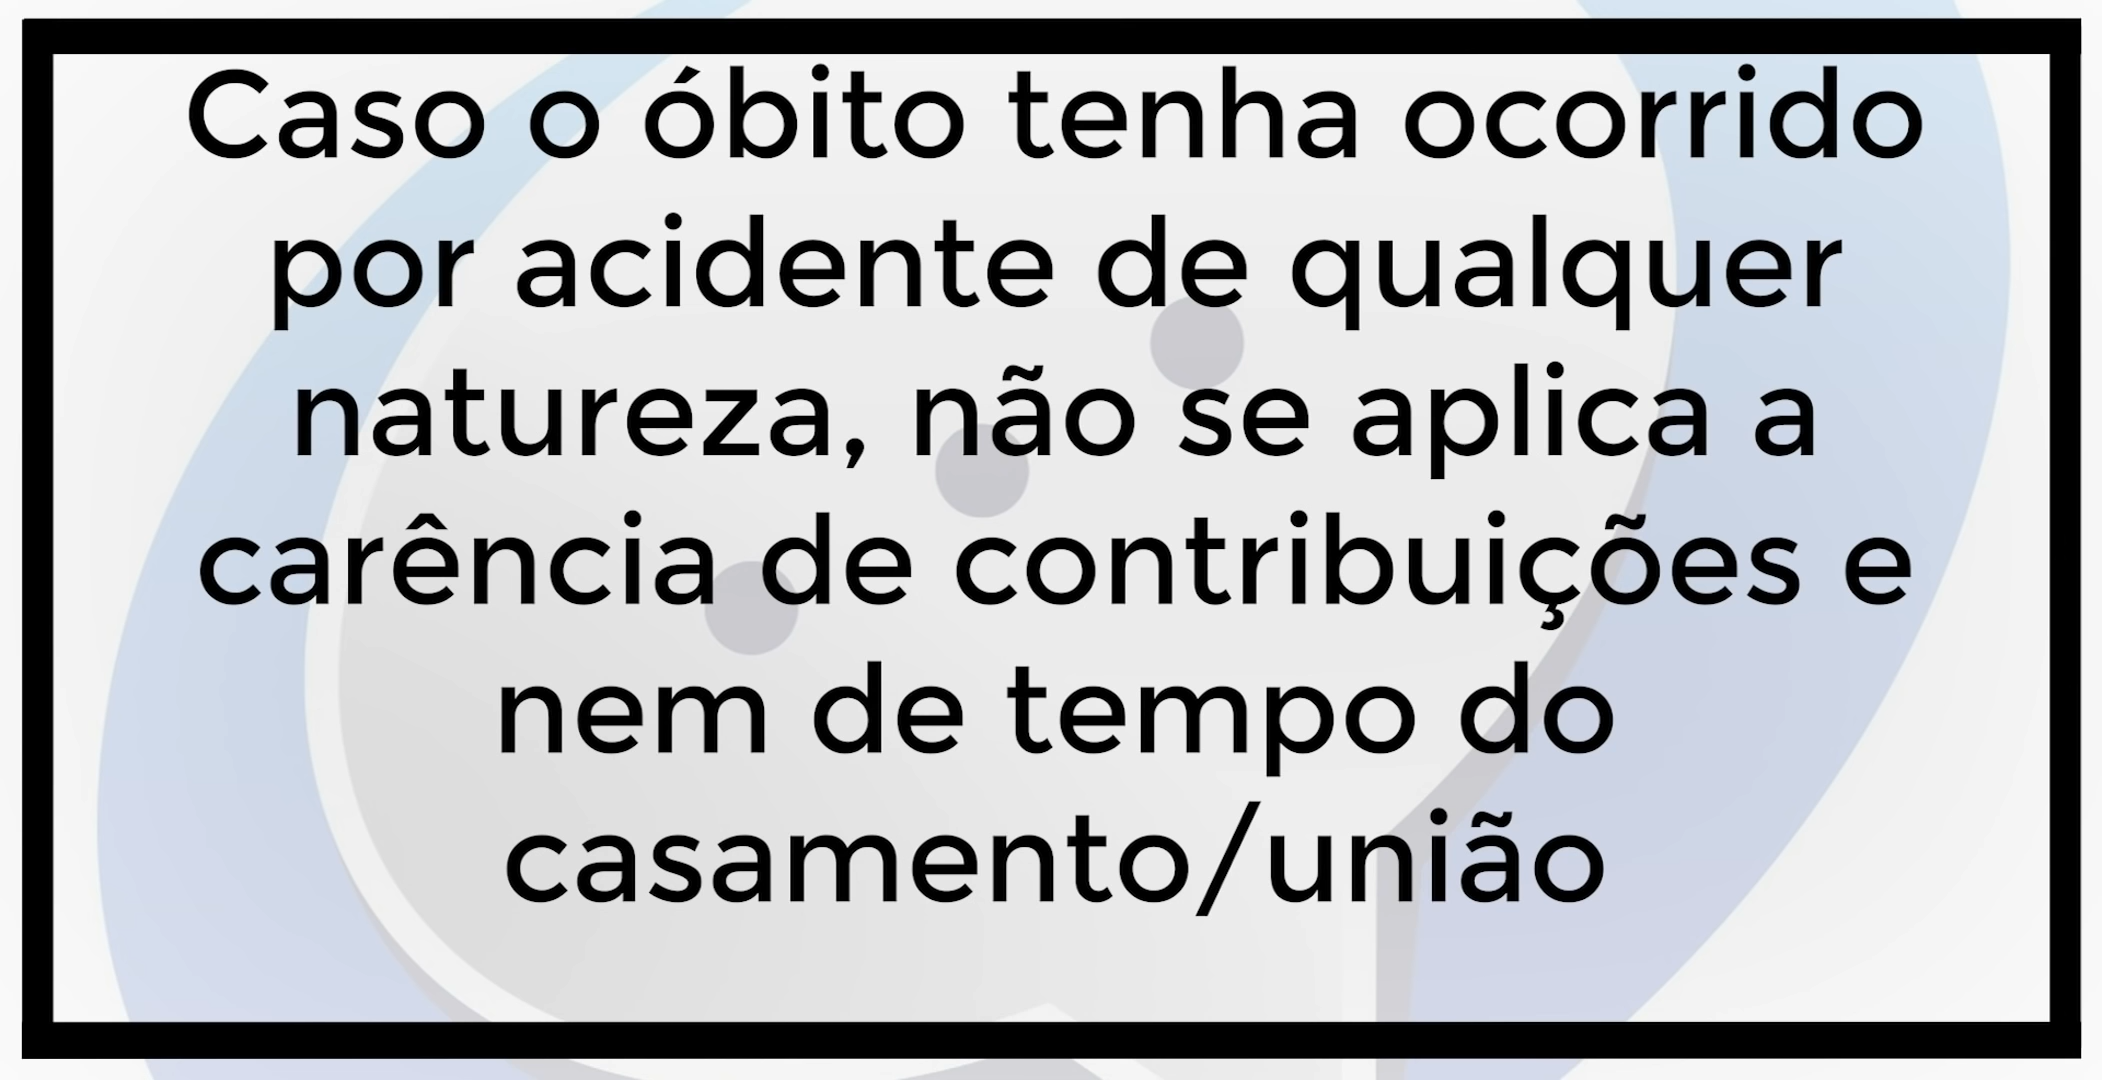 Caso o óbito tenha ocorrido
por acidente de qualquer
natureza, não se aplica a
carência de contribuições e
nem de tempo do
casamento/união